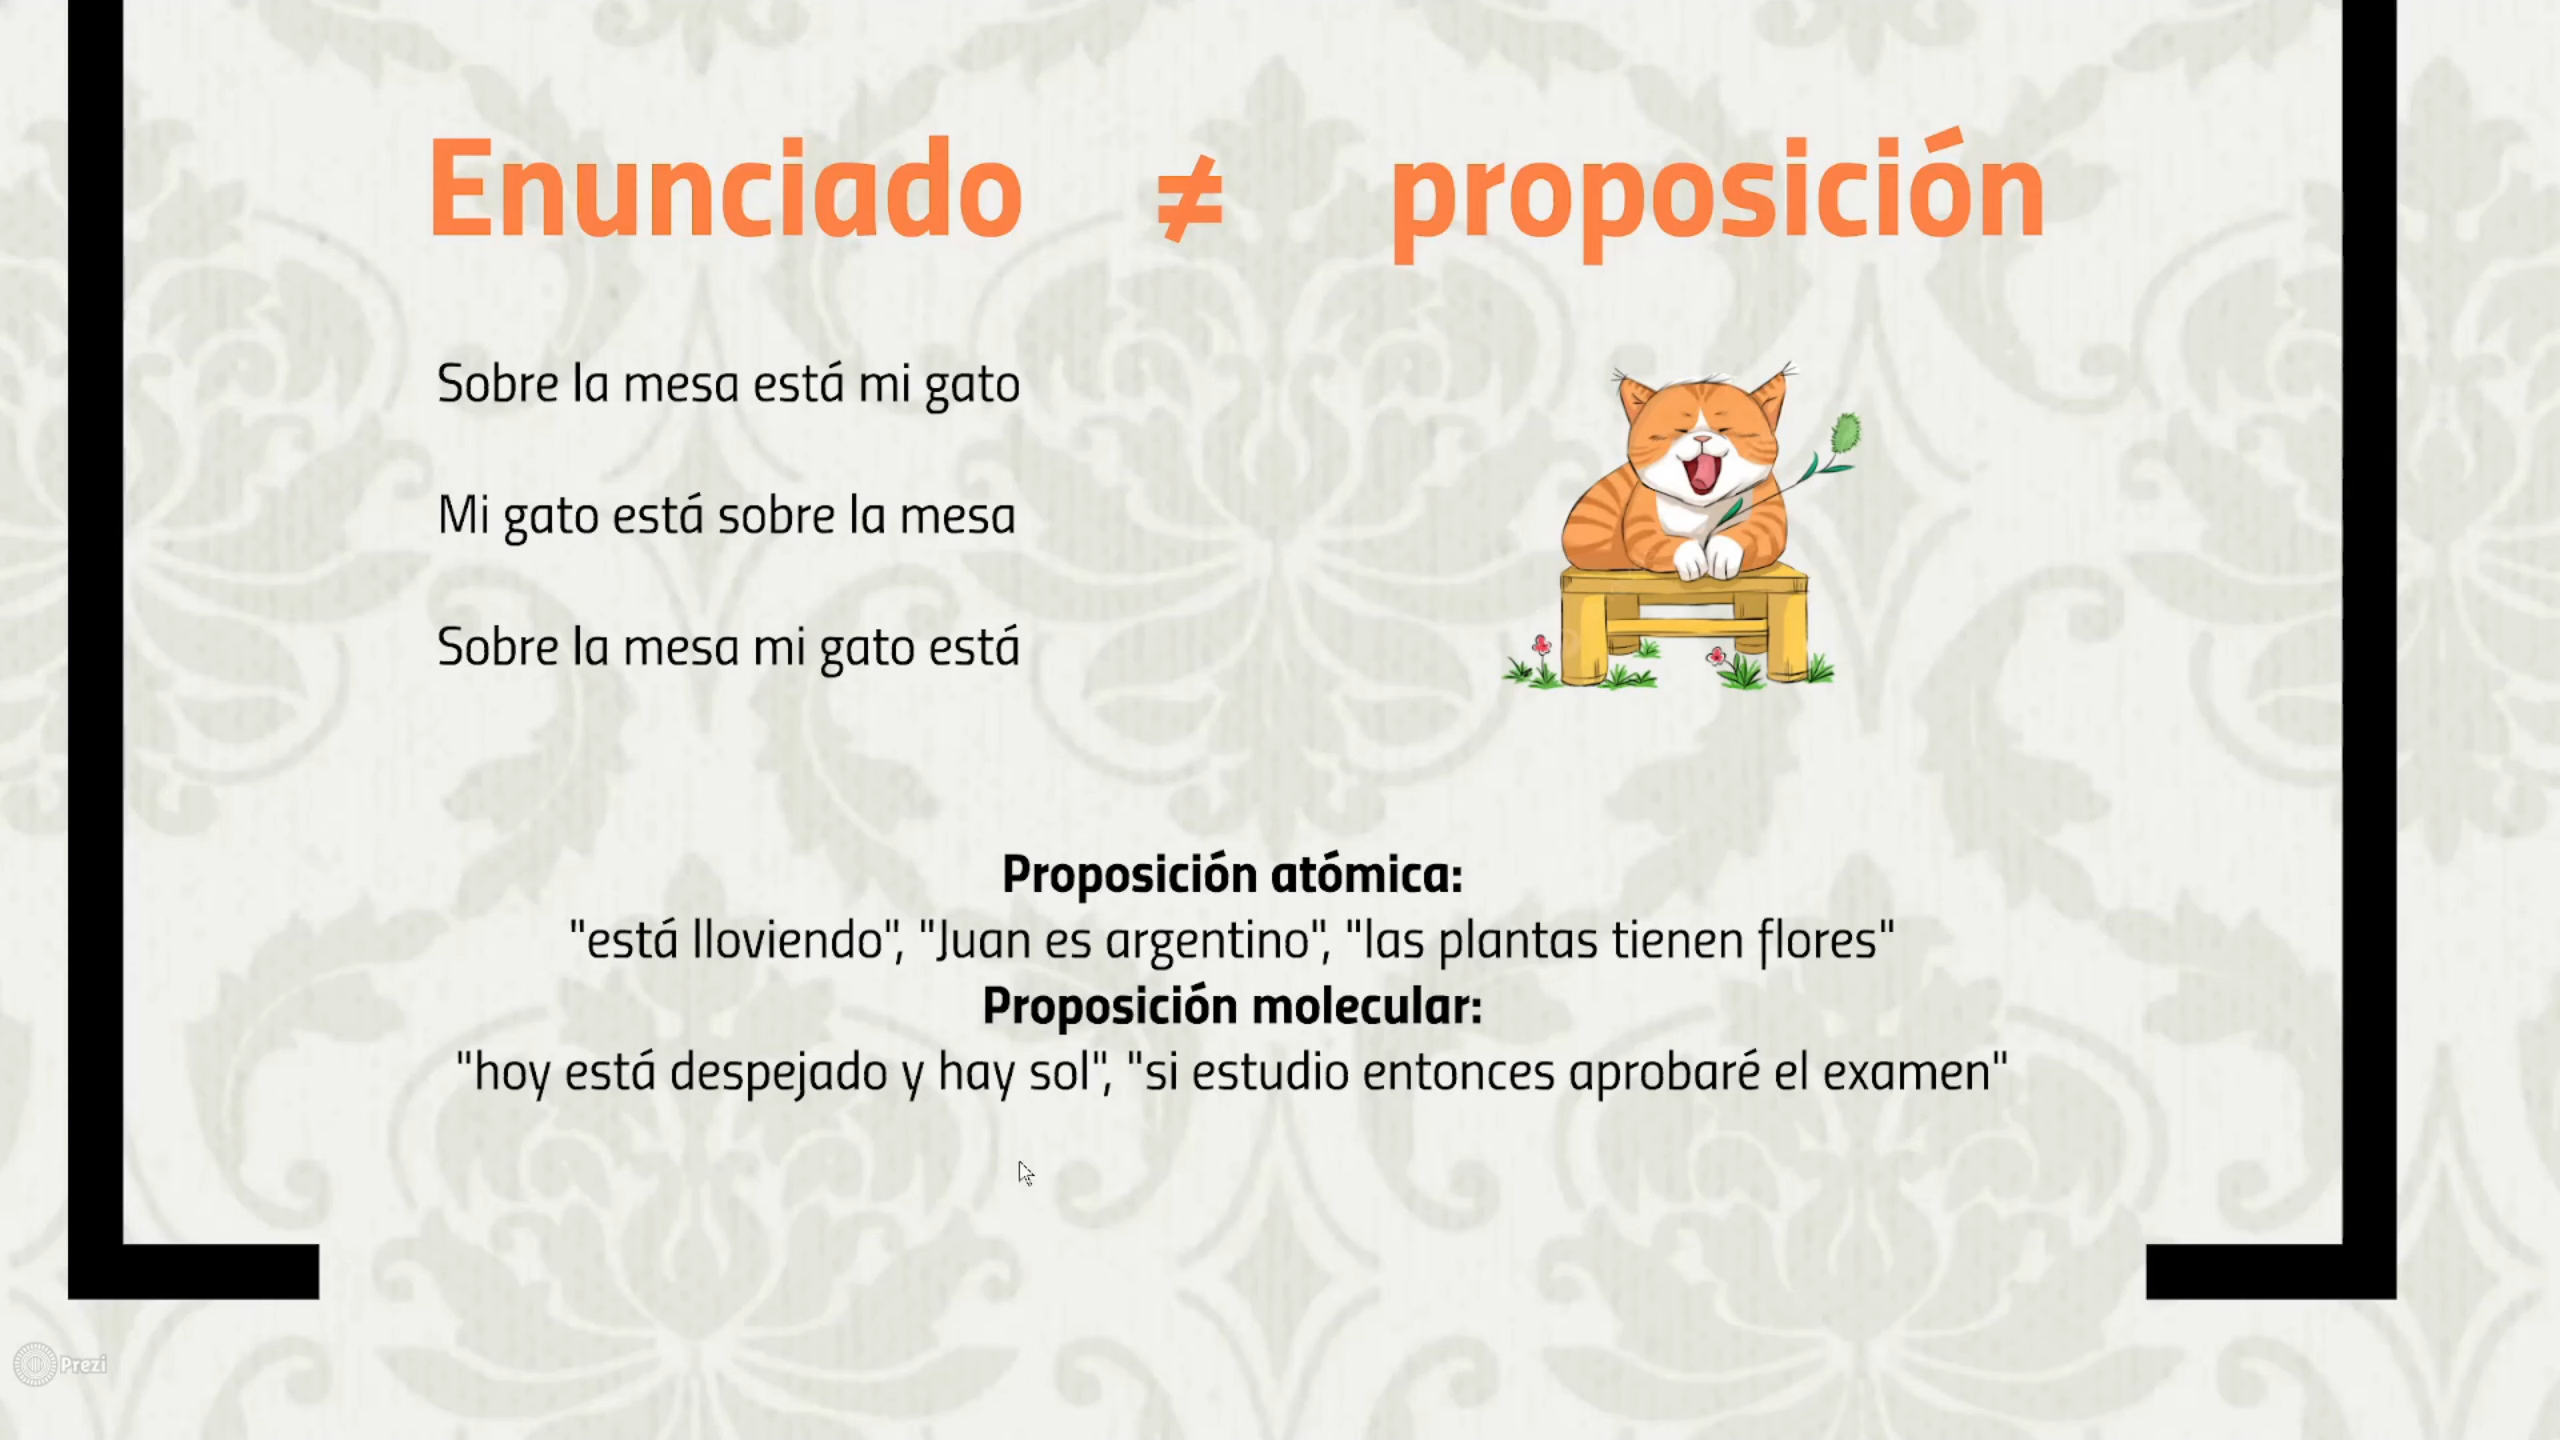 Enunciado ≠ proposición
Sobre la mesa está mi gato
Mi gato está sobre la mesa
Sobre la mesa mi gato está
Proposición atómica:
"está lloviendo", "Juan es argentino", "las plantas tienen flores"
Proposición molecular:
"hoy está despejado y hay sol", "si estudio entonces aprobaré el examen"
Prezi